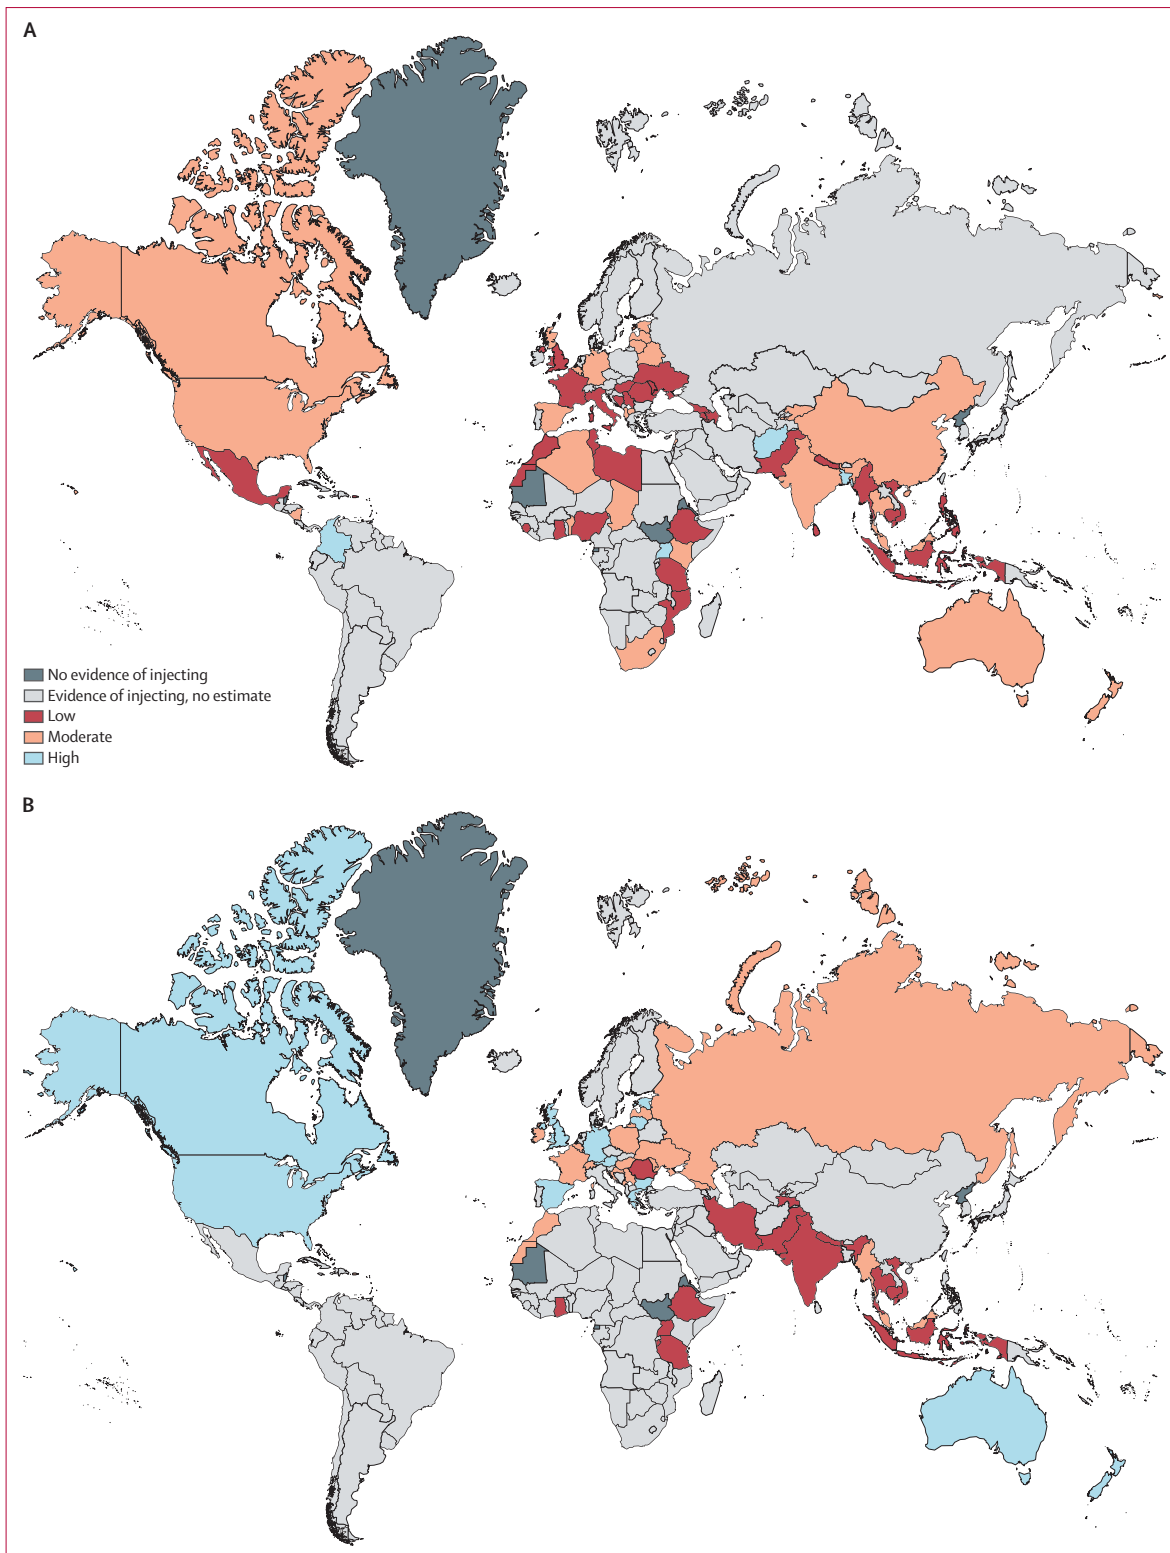 A
No evidence of injecting
Evidence of injecting, no estimate
Low
Moderate
High
B